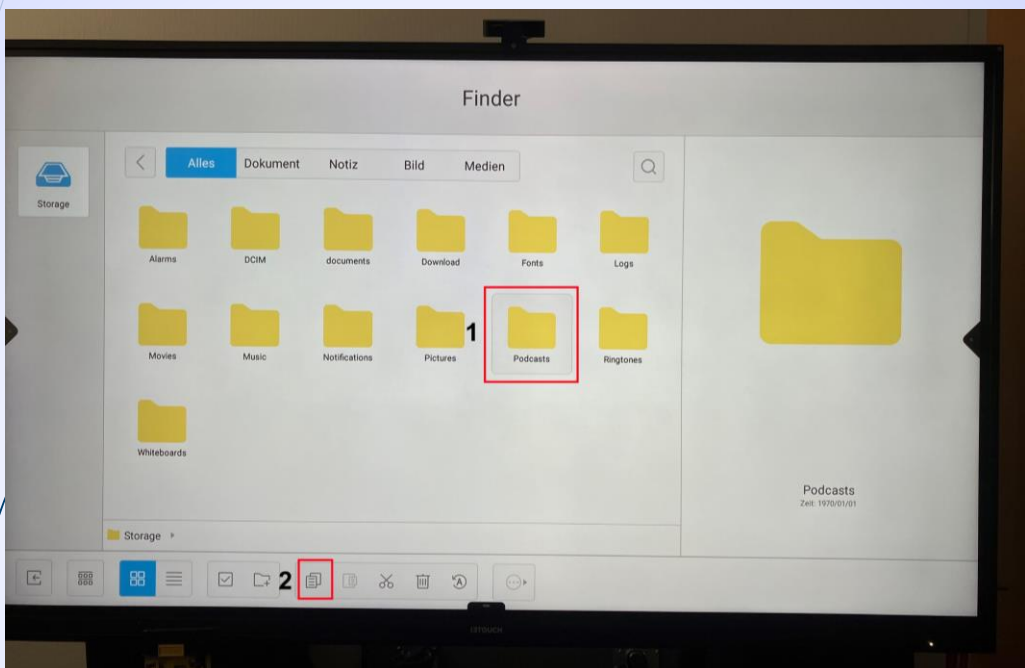 Finder
Storage
Alles Dokument Notiz Bild Medien
Alarms DCIM documents Download Fonts Logs
Movies Music Notifications Pictures 1 Podcasts Ringtones
Whiteboards
Podcasts
Zeit: 1970/01/01
Storage
2